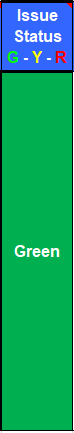 Issue
Status
G - Y - R
Green